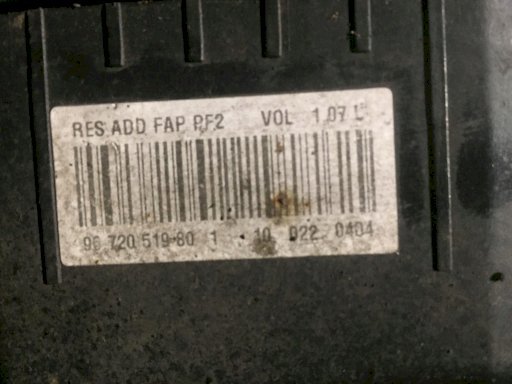 RES ADD FAP PF2 VOL 1.07 L
96 720 519 80 1 10 022 0404